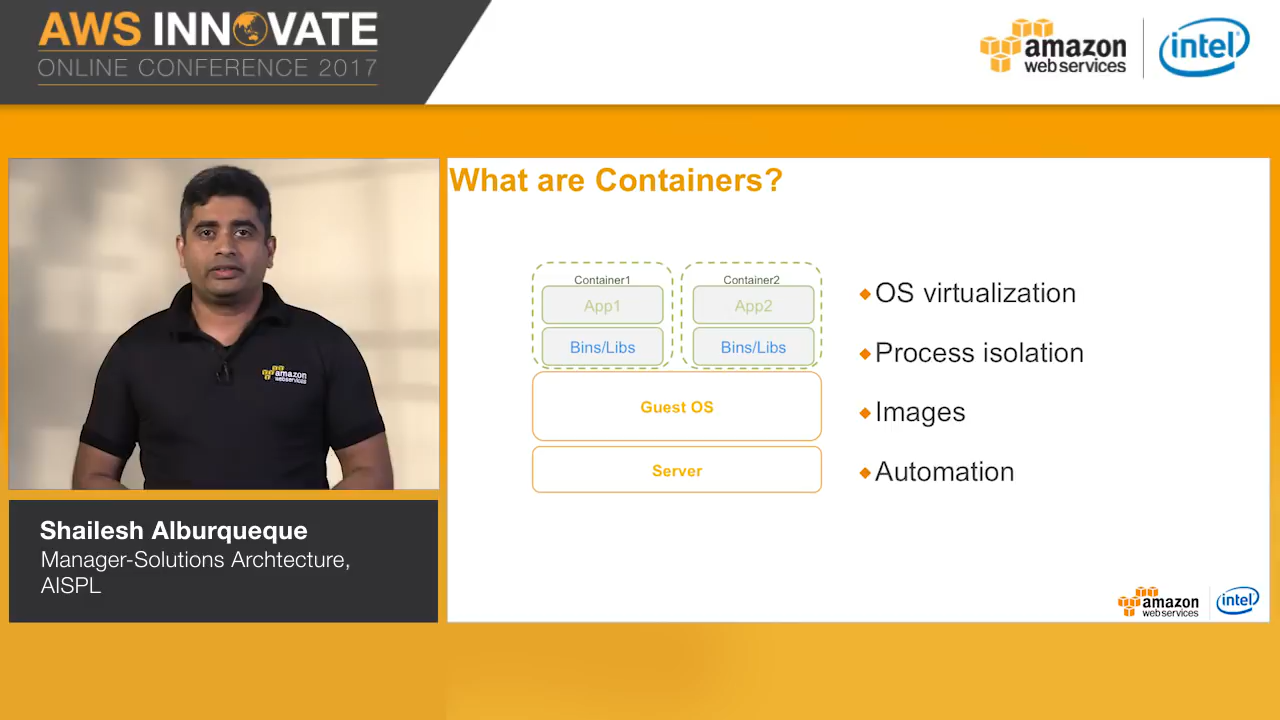 AWS INNOVATE
ONLINE CONFERENCE 2017
amazon
web services
intel
amazon
webservices
Shailesh Alburqueque
Manager-Solutions Archtecture,
AISPL
What are Containers?
Container1
App1
Bins/Libs
Container2
App2
Bins/Libs
Guest OS
Server
OS virtualization
Process isolation
Images
Automation
amazon
web services
intel